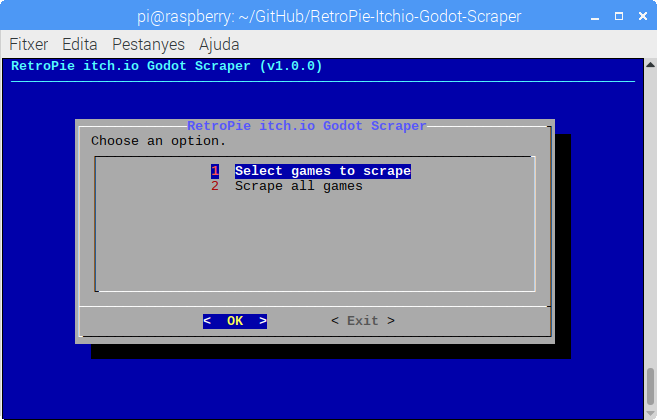 pi@raspberry: ~/GitHub/RetroPie-Itchio-Godot-Scraper
Fitxer Edita Pestanyes Ajuda
RetroPie itch.io Godot Scraper (v1.0.0)
RetroPie itch.io Godot Scraper
Choose an option.
1 Select games to scrape
2 Scrape all games
< OK > < Exit >